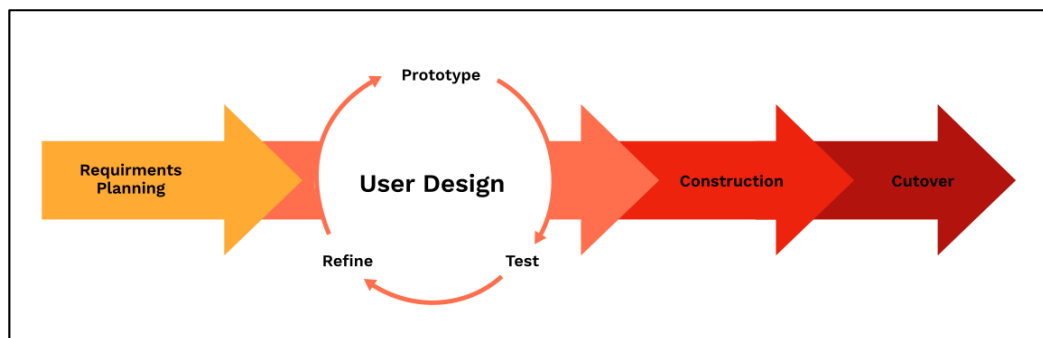 Requirments
Planning
Prototype
User Design
Refine
Test
Construction
Cutover